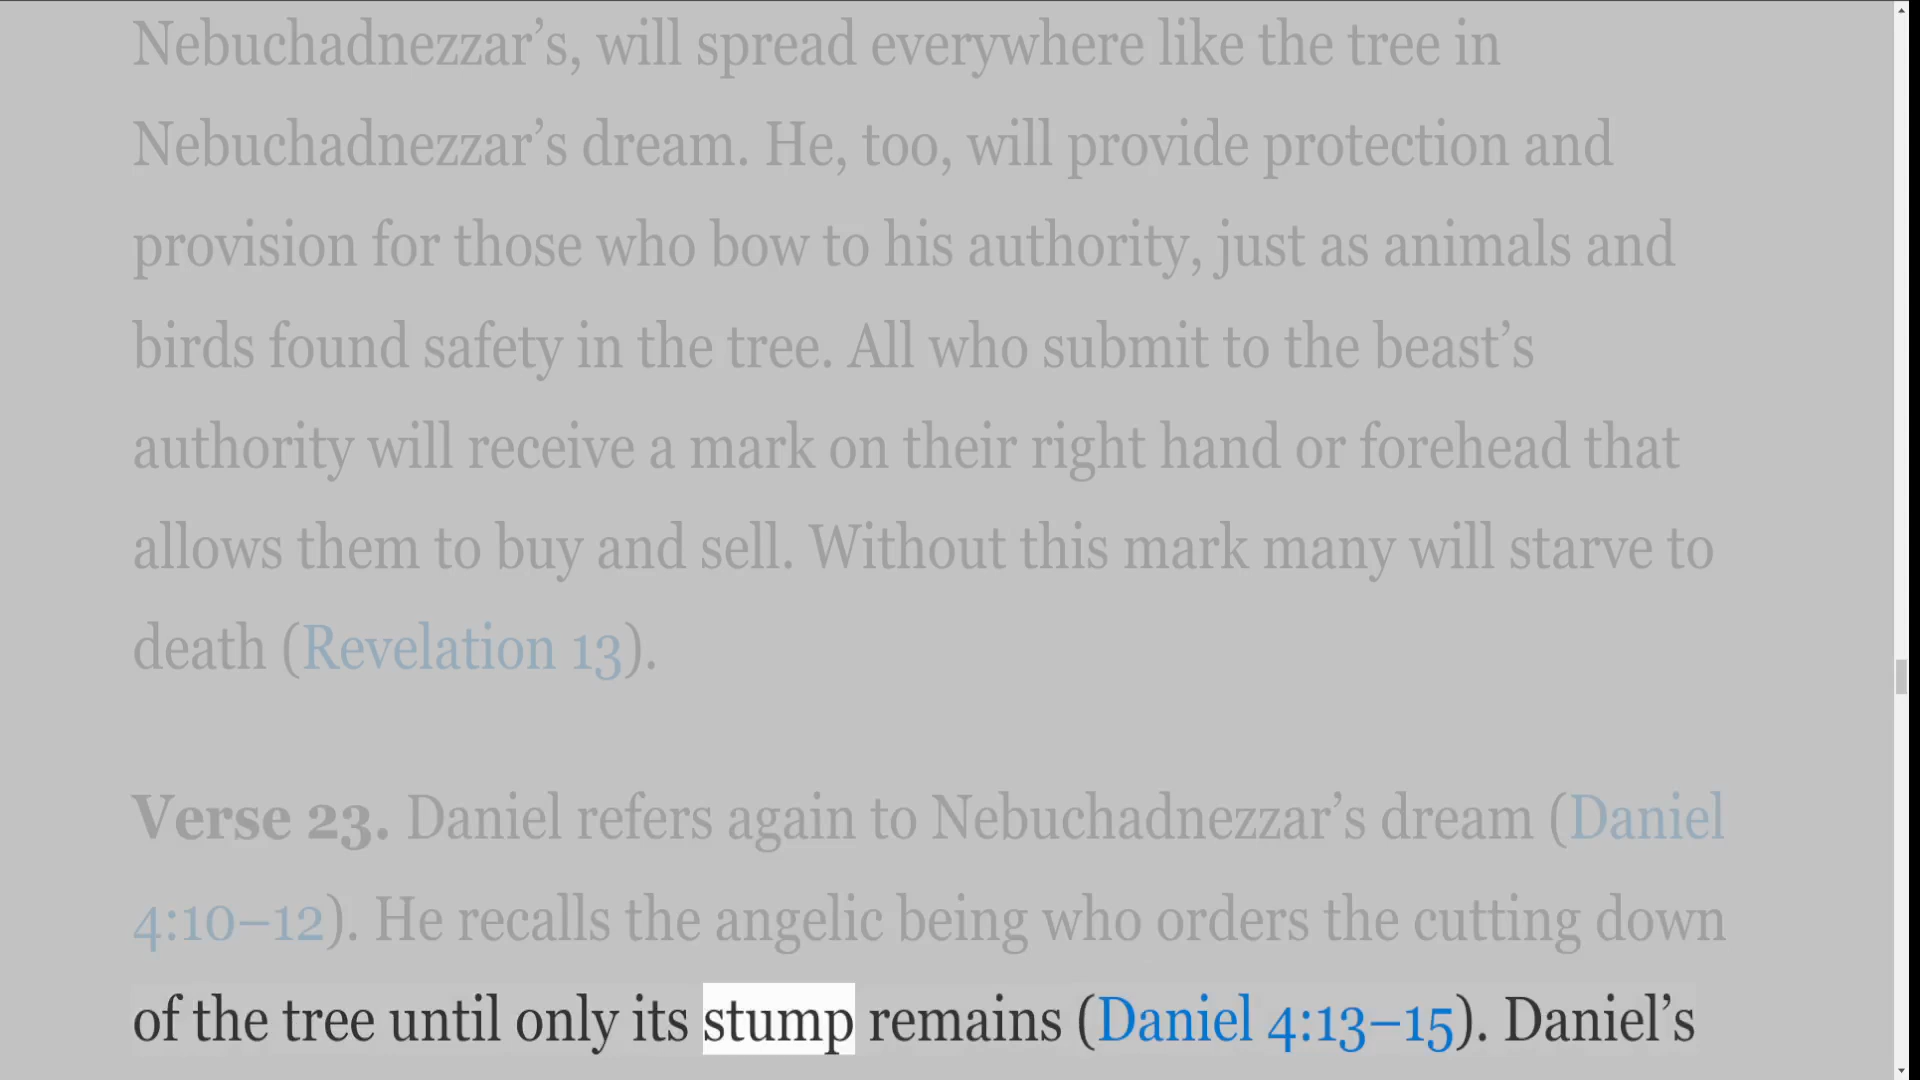 Nebuchadnezzar’s, will spread everywhere like the tree in
Nebuchadnezzar’s dream. He, too, will provide protection and
provision for those who bow to his authority, just as animals and
birds found safety in the tree. All who submit to the beast’s
authority will receive a mark on their right hand or forehead that
allows them to buy and sell. Without this mark many will starve to
death (Revelation 13).
Verse 23. Daniel refers again to Nebuchadnezzar’s dream (Daniel
4:10–12). He recalls the angelic being who orders the cutting down
of the tree until only its stump remains (Daniel 4:13–15). Daniel’s